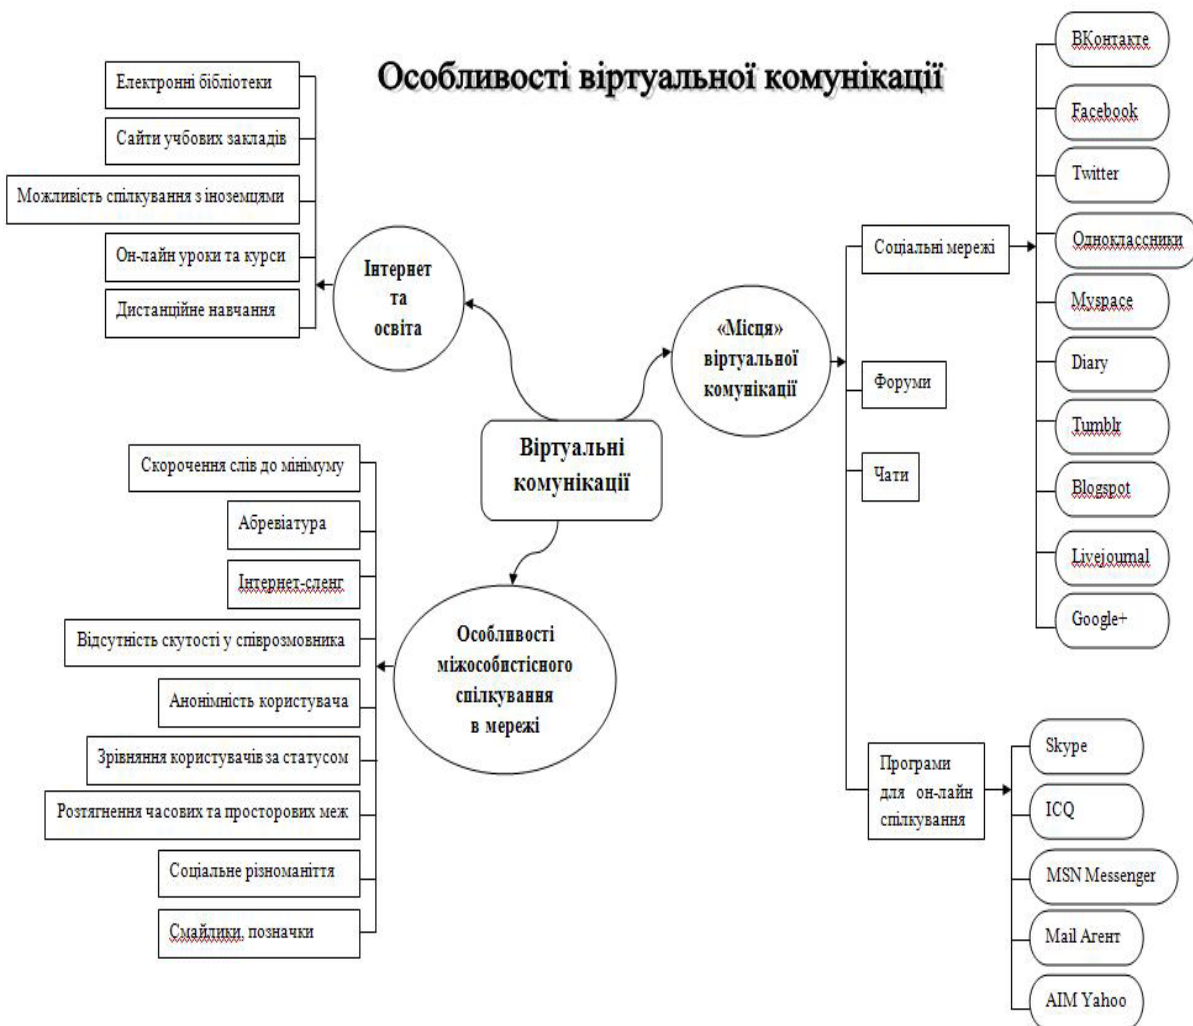 Особливості віртуальної комунікації
Електронні бібліотеки
Сайти учбових закладів
Можливість спілкування з іноземцями
Он-лайн уроки та курси
Дистанційне навчання
Інтернет
та
освіта
«Місця»
віртуальної
комунікації
Віртуальні
комунікації
Соціальні мережі
Форуми
Чати
Програми
для он-лайн
спілкування
ВКонтакте
Facebook
Twitter
Одноклассники
Myspace
Diary
Tumblr
Blogspot
Livejournal
Google+
Skype
ICQ
MSN Messenger
Mail Агент
AIM Yahoo
Особливості
міжособистісного
спілкування
в мережі
Скорочення слів до мінімуму
Абревіатура
Інтернет-сленг
Відсутність скутості у співрозмовника
Анонімність користувача
Зрівняння користувачів за статусом
Розтягнення часових та просторових меж
Соціальне різноманіття
Смайлики, позначки